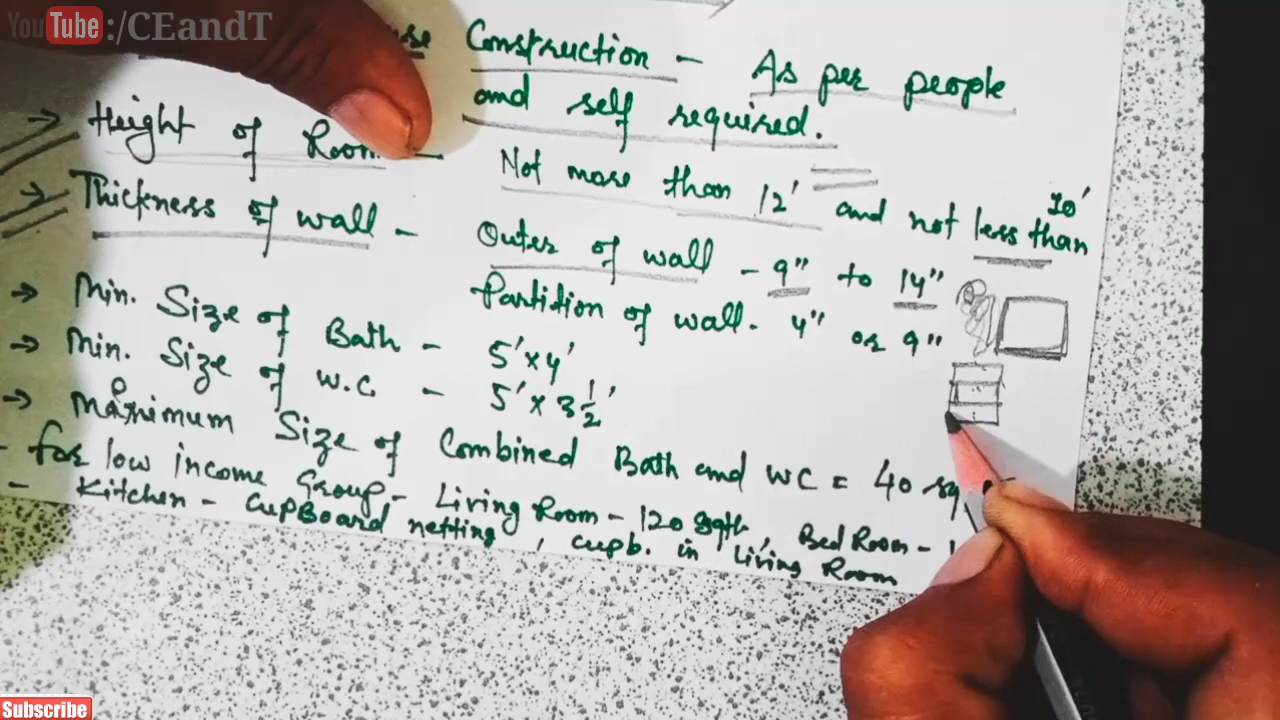 YouTube:/CEandT
Construction - As per people
and self required.
→ Height of Room - Not more than 12' and not less than 10'
→ Thickness of wall - Outer of wall - 9" to 14"
Partition of wall. 4" or 9"
→ Min. Size of Bath - 5'x4'
→ Min. Size of W.C - 5'x3 1/2'
→ Maximum Size of Combined Bath and WC = 40 sq
- For low income Group - Living Room - 120 sqft, Bed Room -
- Kitchen - CupBoard netting, cupb. in Living Room
Subscribe